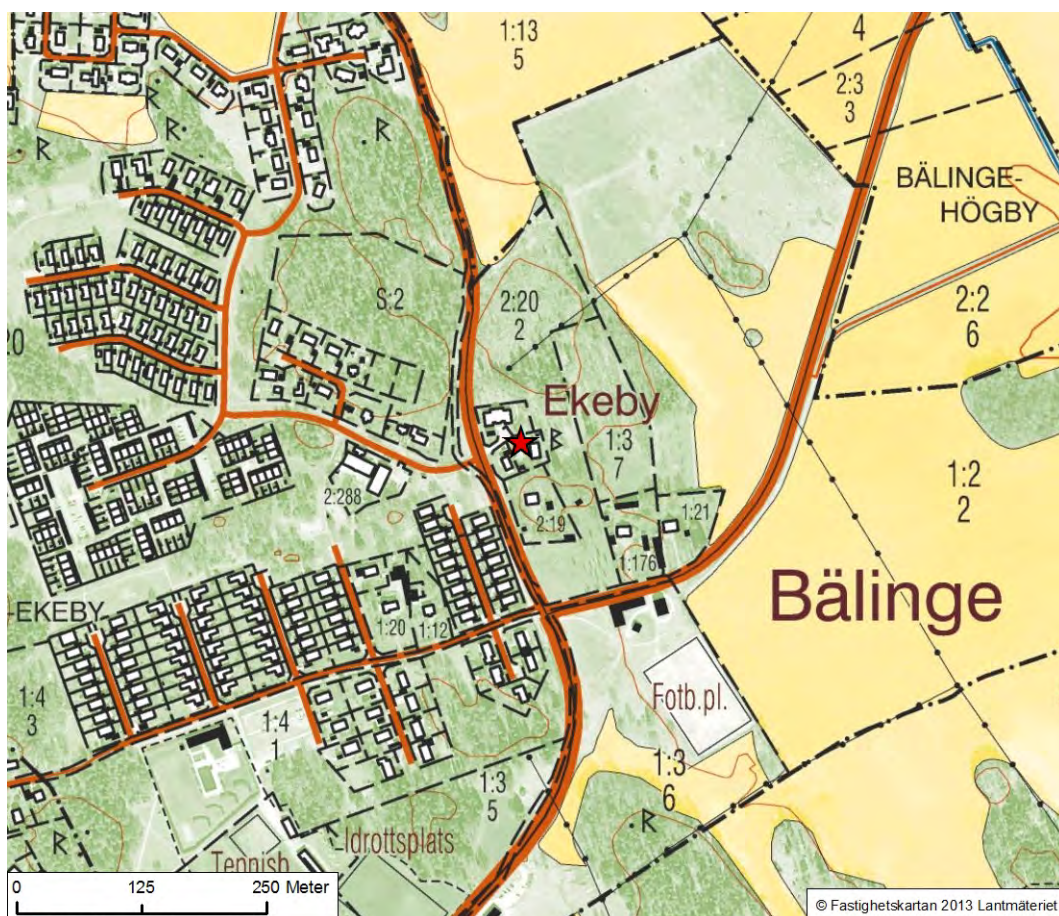 1:13
5
4
2:3
3
BÄLINGE-
HÖGBY
R
R
R
S:2
2:20
2
2:2
6
20
Ekeby
R
1:3
7
1:2
2
2:288
2:19
1:21
1:176
Bälinge
-EKEBY
1:20
1:12
Fotb.pl.
1:4
3
1:4
1
1:3
5
1:3
6
R
R
Idrottsplats
Tennisb
0 125 250 Meter
© Fastighetskartan 2013 Lantmäteriet